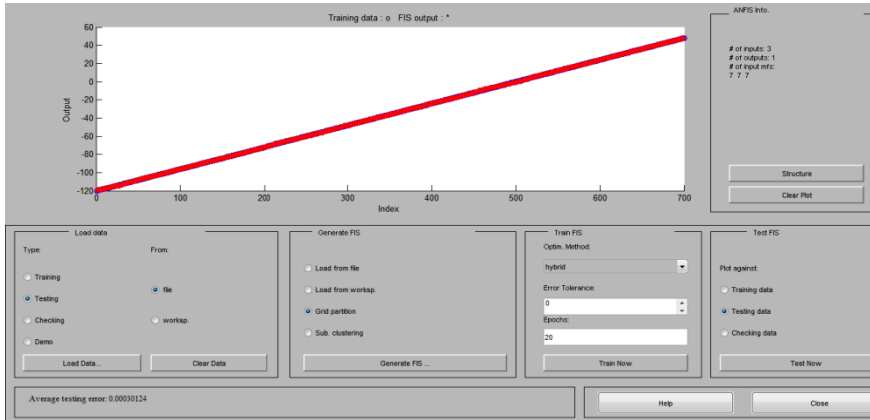 Training data : o   FIS output : *
60
40
20
0
-20
-40
-60
-80
-100
-120
Output
0
100
200
300
400
500
600
700
Index
ANFIS Info.
# of inputs: 3
# of outputs: 1
# of input mfs:
7  7  7
Structure
Clear Plot
Load data
Type:
From:
Training
Testing
Checking
Demo
file
worksp.
Load Data...
Clear Data
Generate FIS
Load from file
Load from worksp.
Grid partition
Sub. clustering
Generate FIS ...
Train FIS
Optim. Method:
hybrid
Error Tolerance:
0
Epochs:
20
Train Now
Test FIS
Plot against:
Training data
Testing data
Checking data
Test Now
Average testing error: 0.00030124
Help
Close